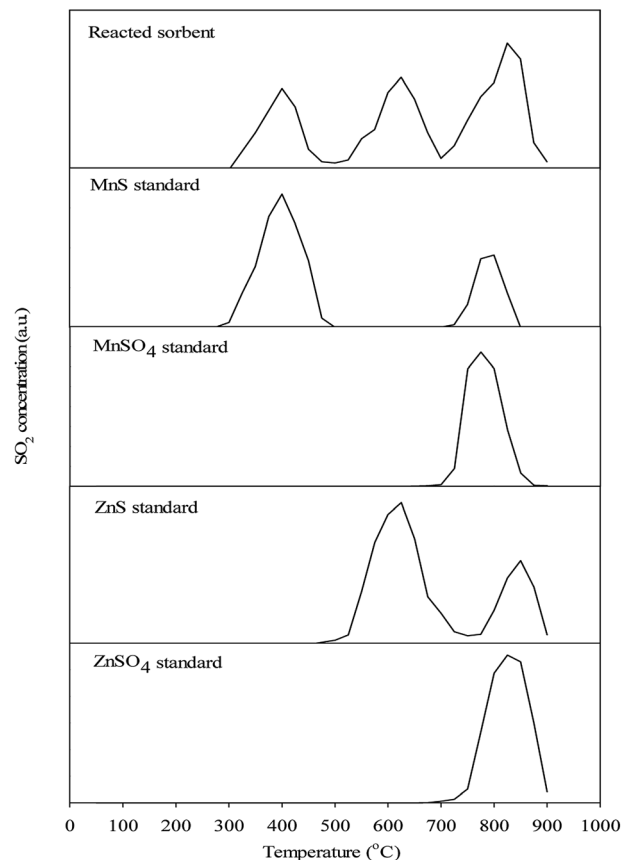 Reacted sorbent
MnS standard
MnSO4 standard
SO2 concentration (a.u.)
ZnS standard
ZnSO4 standard
0 100 200 300 400 500 600 700 800 900 1000
Temperature (°C)